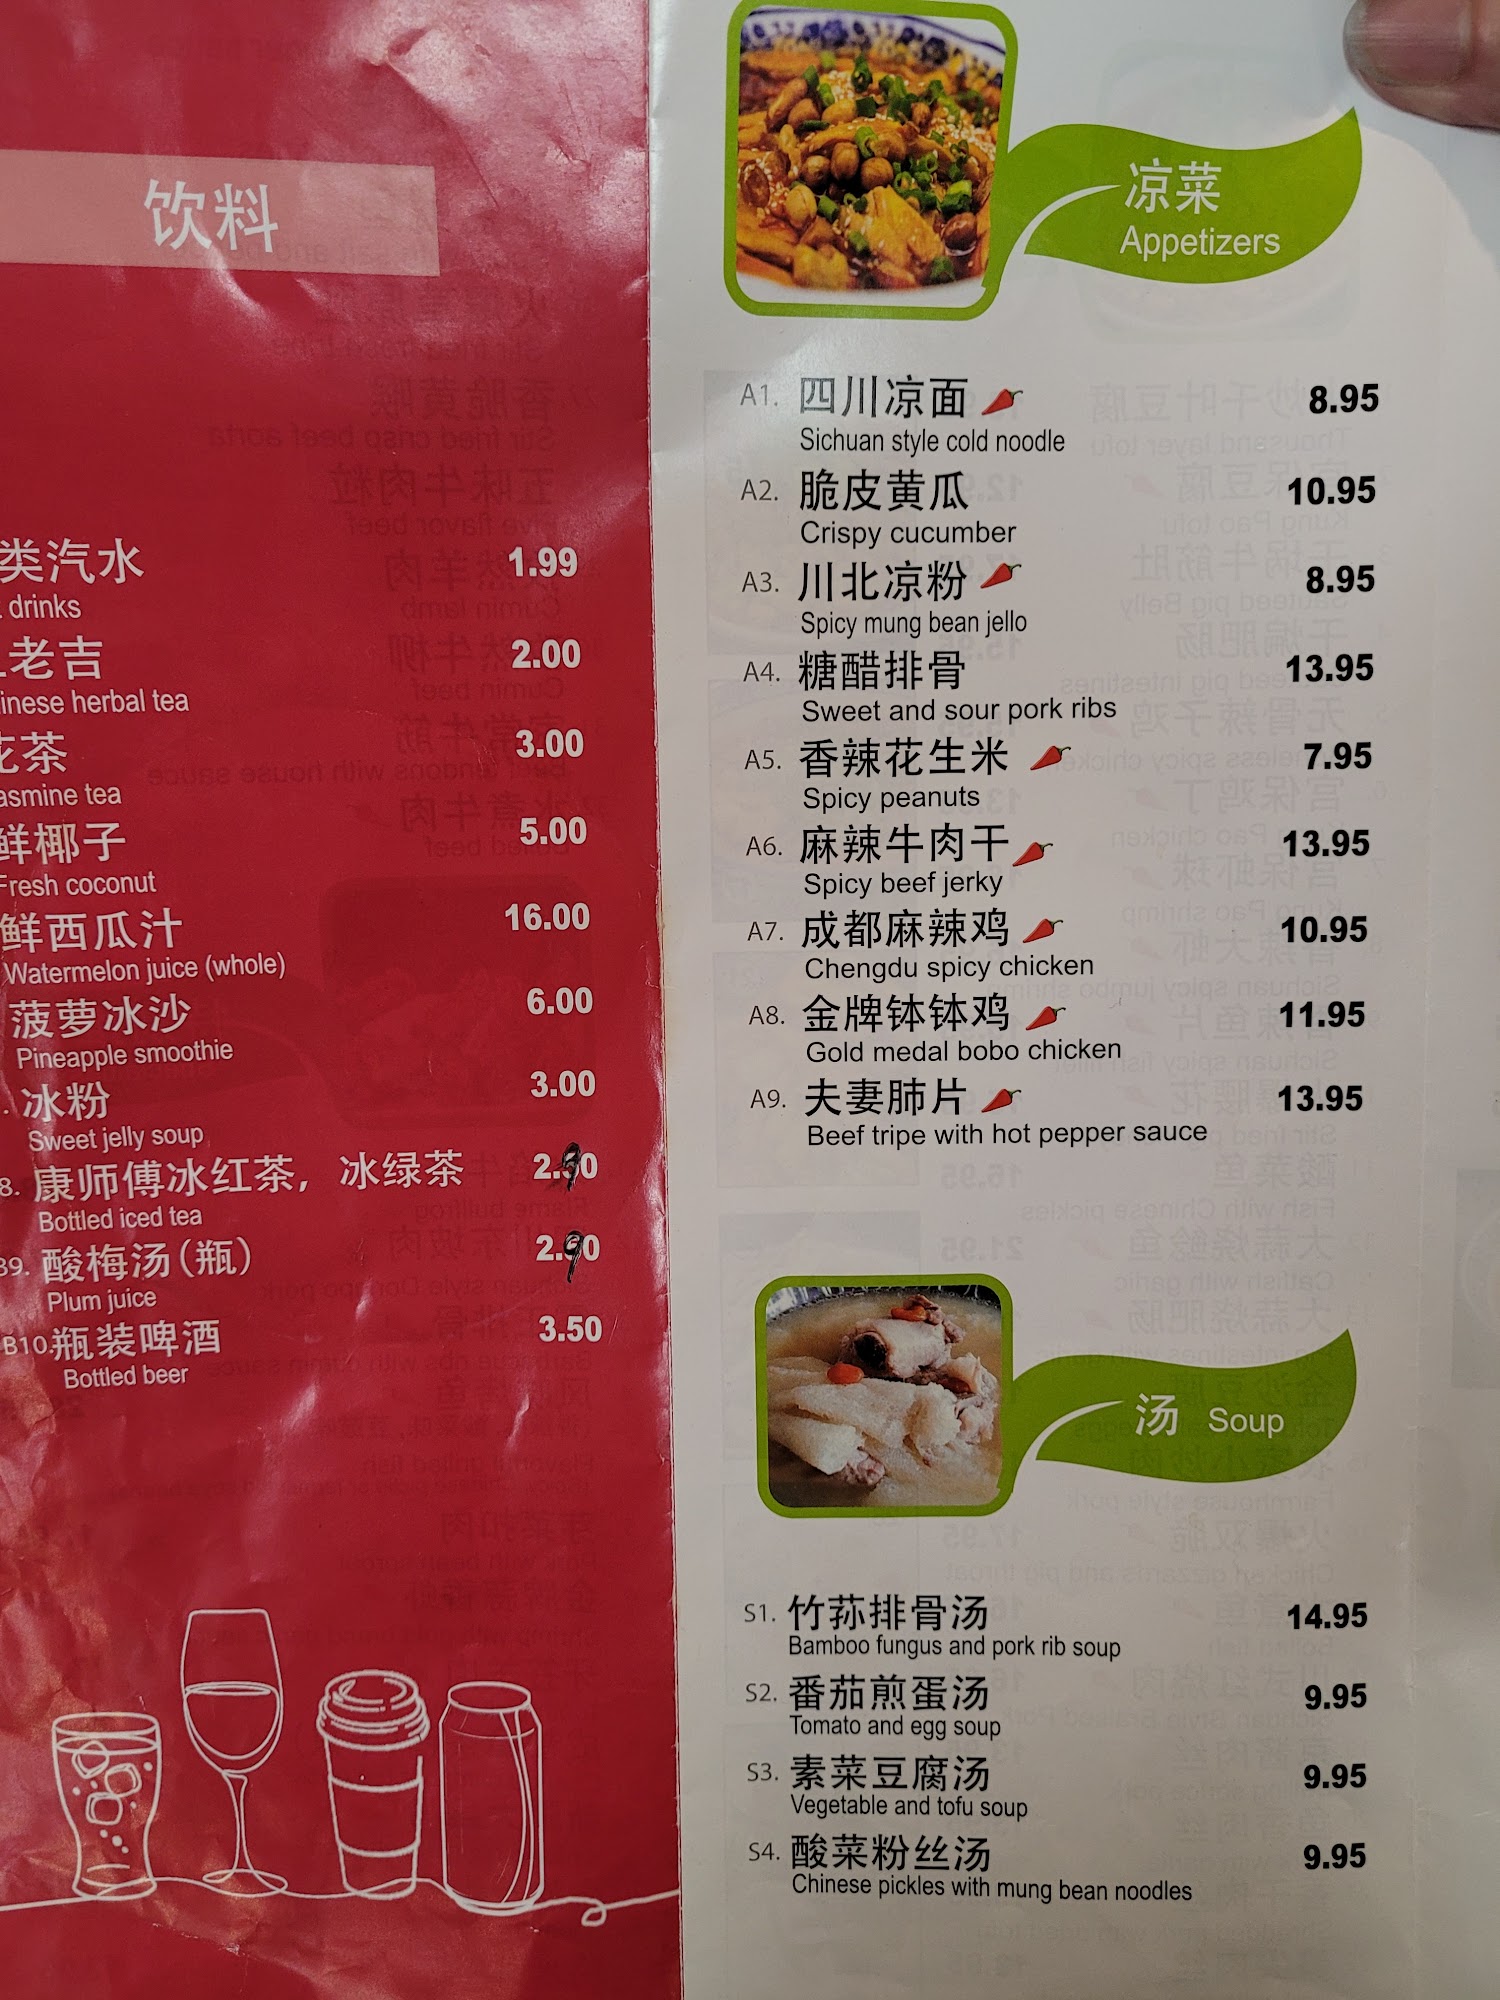 饮料
类汽水 1.99
drinks
老吉 2.00
inese herbal tea
花茶 3.00
asmine tea
鲜椰子 5.00
Fresh coconut
鲜西瓜汁 16.00
Watermelon juice (whole)
菠萝冰沙 6.00
Pineapple smoothie
冰粉 3.00
Sweet jelly soup
8. 康师傅冰红茶, 冰绿茶 2.90
Bottled iced tea
B9. 酸梅汤(瓶) 2.90
Plum juice
B10. 瓶装啤酒 3.50
Bottled beer
凉菜
Appetizers
A1. 四川凉面 8.95
Sichuan style cold noodle
A2. 脆皮黄瓜 10.95
Crispy cucumber
A3. 川北凉粉 8.95
Spicy mung bean jello
A4. 糖醋排骨 13.95
Sweet and sour pork ribs
A5. 香辣花生米 7.95
Spicy peanuts
A6. 麻辣牛肉干 13.95
Spicy beef jerky
A7. 成都麻辣鸡 10.95
Chengdu spicy chicken
A8. 金牌钵钵鸡 11.95
Gold medal bobo chicken
A9. 夫妻肺片 13.95
Beef tripe with hot pepper sauce
汤 Soup
S1. 竹荪排骨汤 14.95
Bamboo fungus and pork rib soup
S2. 番茄煎蛋汤 9.95
Tomato and egg soup
S3. 素菜豆腐汤 9.95
Vegetable and tofu soup
S4. 酸菜粉丝汤 9.95
Chinese pickles with mung bean noodles